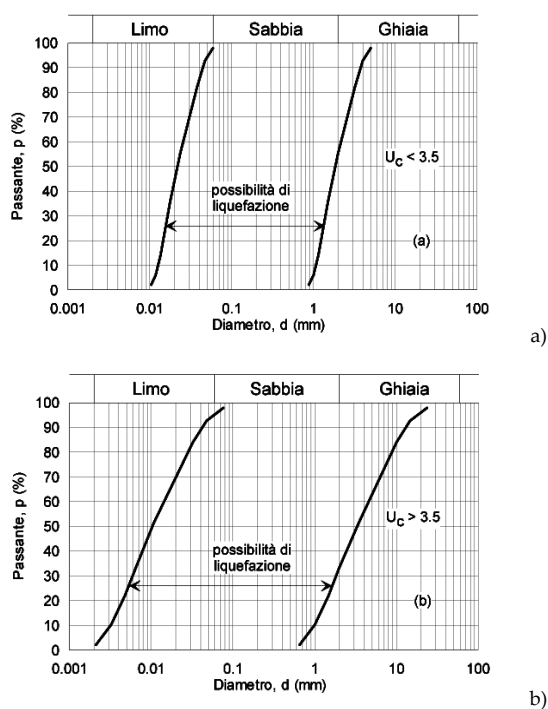 Limo Sabbia Ghiaia
100
90
80
70
60
50
40
30
20
10
0
Passante, p (%)
U_C < 3.5
possibilità di
liquefazione
(a)
0.001 0.01 0.1 1 10 100
Diametro, d (mm)
a)
Limo Sabbia Ghiaia
100
90
80
70
60
50
40
30
20
10
0
Passante, p (%)
U_C > 3.5
possibilità di
liquefazione
(b)
0.001 0.01 0.1 1 10 100
Diametro, d (mm)
b)